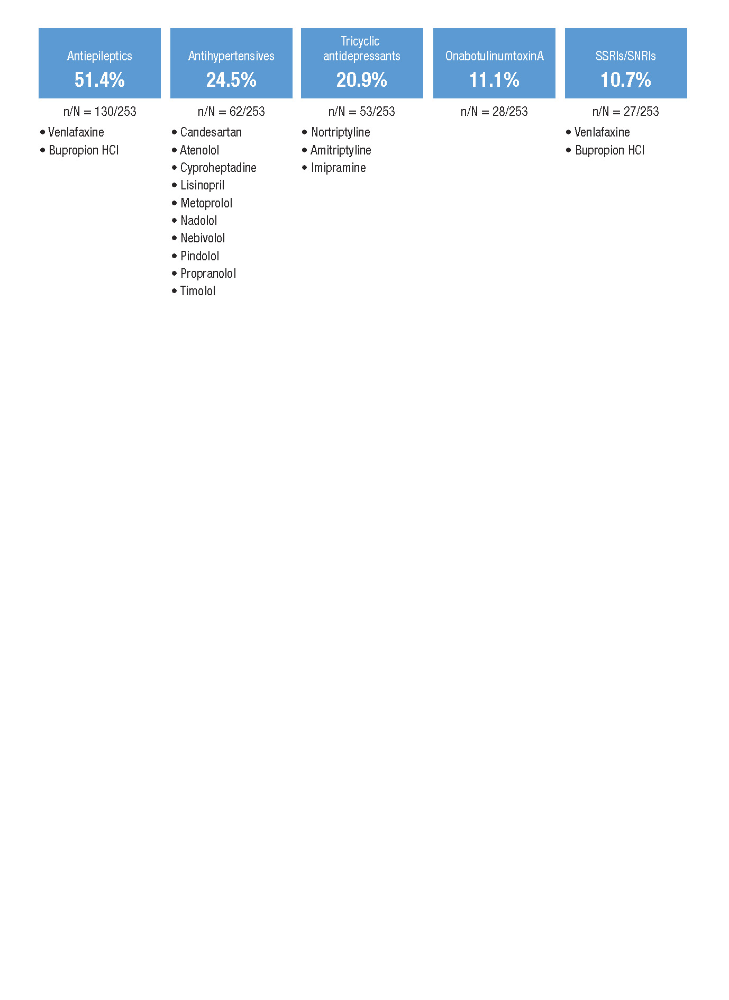 Antiepileptics
51.4%
n/N = 130/253
• Venlafaxine
• Bupropion HCl
Antihypertensives
24.5%
n/N = 62/253
• Candesartan
• Atenolol
• Cyproheptadine
• Lisinopril
• Metoprolol
• Nadolol
• Nebivolol
• Pindolol
• Propranolol
• Timolol
Tricyclic
antidepressants
20.9%
n/N = 53/253
• Nortriptyline
• Amitriptyline
• Imipramine
OnabotulinumtoxinA
11.1%
n/N = 28/253
SSRIs/SNRIs
10.7%
n/N = 27/253
• Venlafaxine
• Bupropion HCl